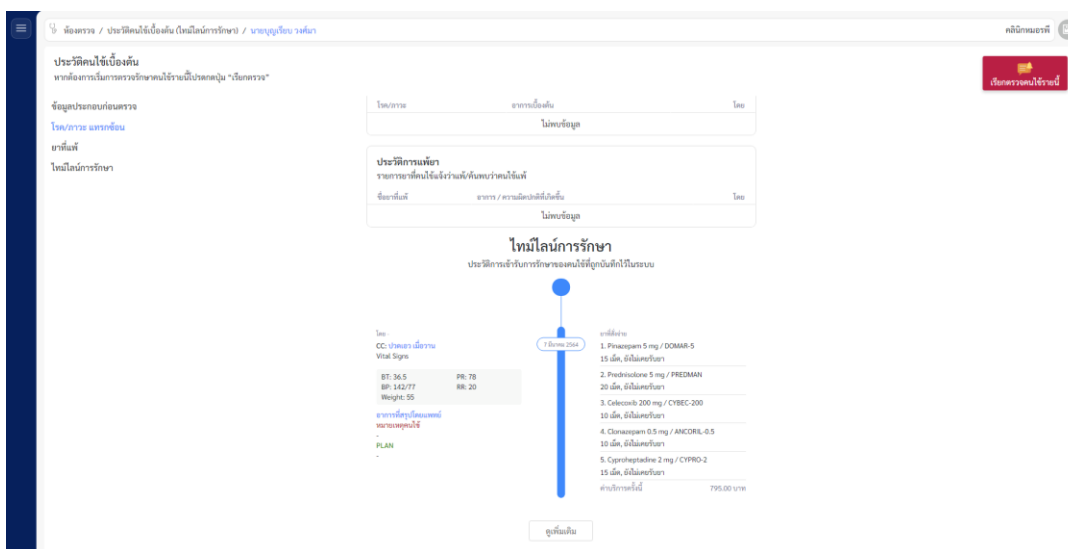 ห้องตรวจ / ประวัติคนไข้เบื้องต้น (ไทม์ไลน์การรักษา) / นายบุญเรียบ วงศ์มา
คลินิกหมอรพี
ประวัติคนไข้เบื้องต้น
หากต้องการเริ่มการตรวจรักษาคนไข้รายนี้โปรดกดปุ่ม "เรียกตรวจ"
เรียกตรวจคนไข้รายนี้
ข้อมูลประกอบก่อนตรวจ
โรค/ภาวะ แทรกซ้อน
ยาที่แพ้
ไทม์ไลน์การรักษา
โรค/ภาวะ อาการเบื้องต้น โดย
ไม่พบข้อมูล
ประวัติการแพ้ยา
รายการยาที่คนไข้แจ้งว่าแพ้/ค้นพบว่าคนไข้แพ้
ชื่อยาที่แพ้ อาการ / ความผิดปกติที่เกิดขึ้น โดย
ไม่พบข้อมูล
ไทม์ไลน์การรักษา
ประวัติการเข้ารับการรักษาของคนไข้ที่ถูกบันทึกไว้ในระบบ
7 มีนาคม 2564
โดย
CC: ปวดเอว เมื่อวาน
Vital Signs
BT: 36.5 PR: 78
BP: 142/77 RR: 20
Weight: 55
อาการที่สรุปโดยแพทย์
หมายเหตุคนไข้
-
PLAN
-
ยาที่สั่งจ่าย
1. Pinazepam 5 mg / DOMAR-5
15 เม็ด, ยังไม่เคยรับยา
2. Prednisolone 5 mg / PREDMAN
20 เม็ด, ยังไม่เคยรับยา
3. Celecoxib 200 mg / CYBEC-200
10 เม็ด, ยังไม่เคยรับยา
4. Clonazepam 0.5 mg / ANCORIL-0.5
10 เม็ด, ยังไม่เคยรับยา
5. Cyproheptadine 2 mg / CYPRO-2
15 เม็ด, ยังไม่เคยรับยา
ค่าบริการครั้งนี้ 795.00 บาท
ดูเพิ่มเติม